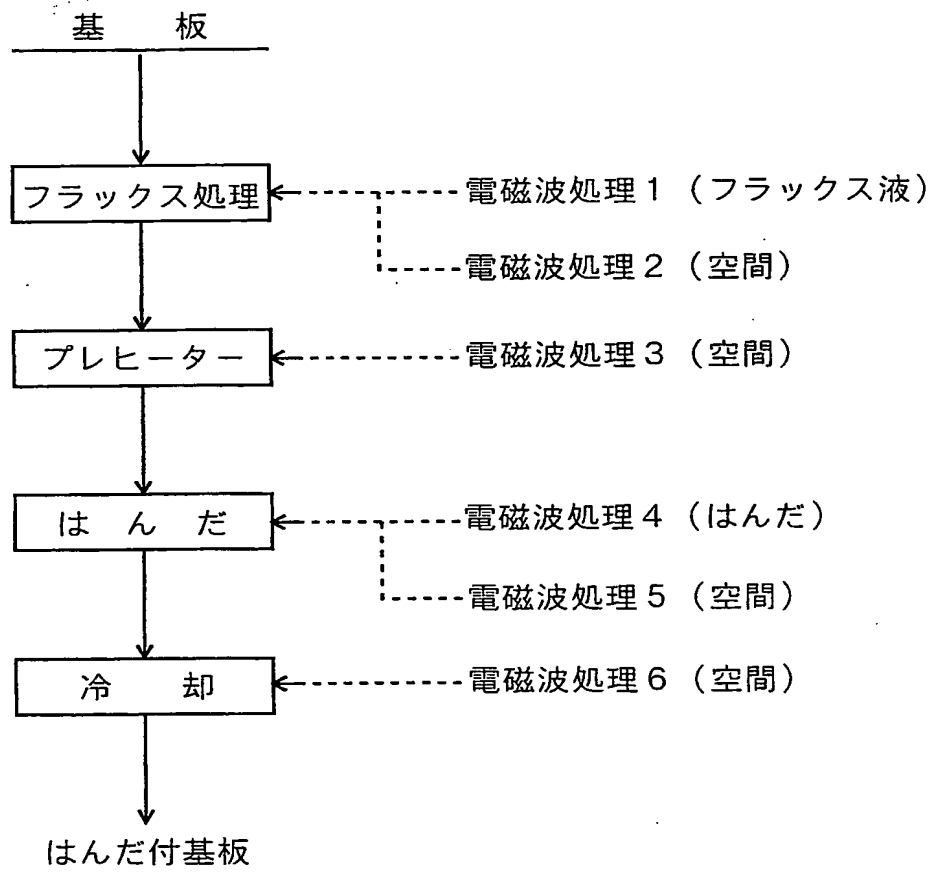 基 板
フラックス処理
電磁波処理1（フラックス液）
電磁波処理2（空間）
プレヒーター
電磁波処理3（空間）
は ん だ
電磁波処理4（はんだ）
電磁波処理5（空間）
冷 却
電磁波処理6（空間）
はんだ付基板